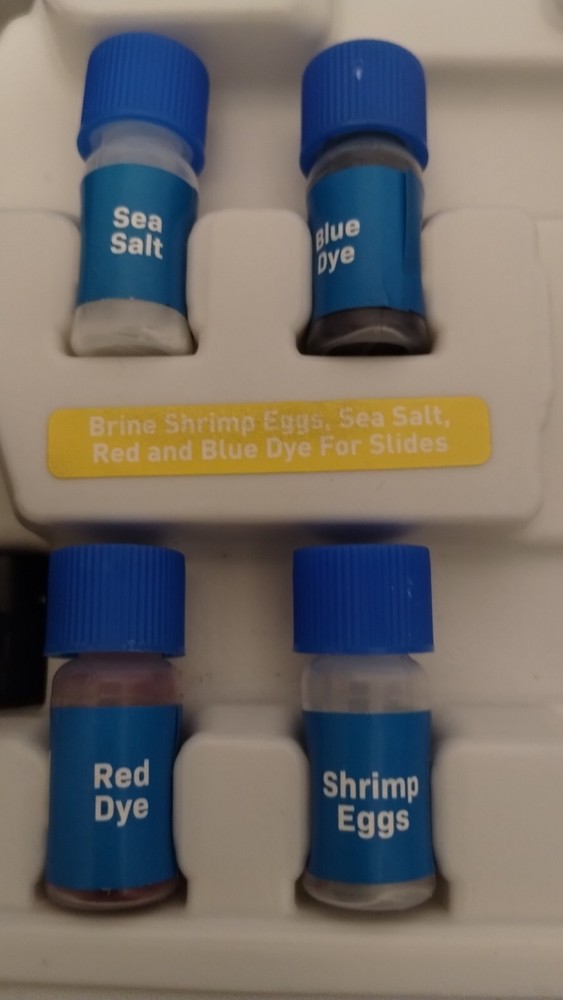 Sea
Salt
Blue
Dye
Brine Shrimp Eggs, Sea Salt,
Red and Blue Dye For Slides
Red
Dye
Shrimp
Eggs